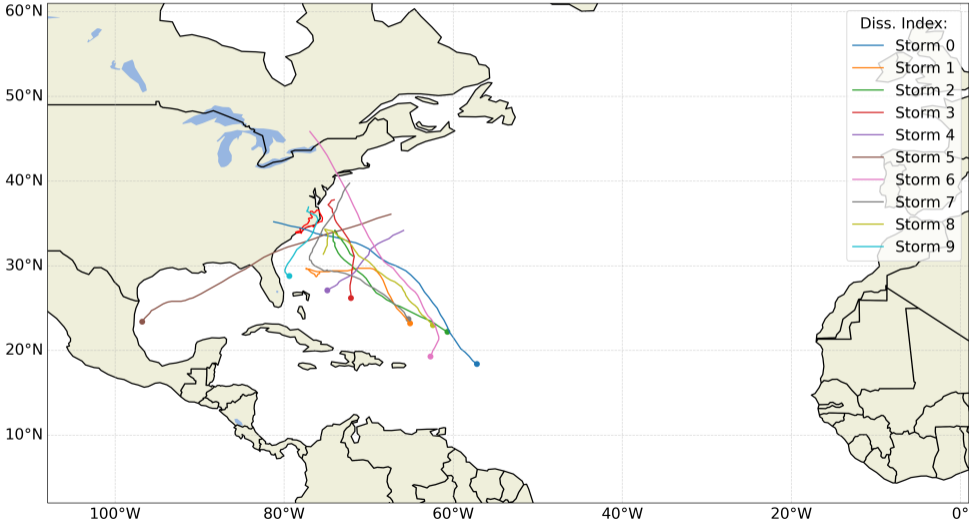 60°N
50°N
40°N
30°N
20°N
10°N
100°W
80°W
60°W
40°W
20°W
0°
Diss. Index:
Storm 0
Storm 1
Storm 2
Storm 3
Storm 4
Storm 5
Storm 6
Storm 7
Storm 8
Storm 9